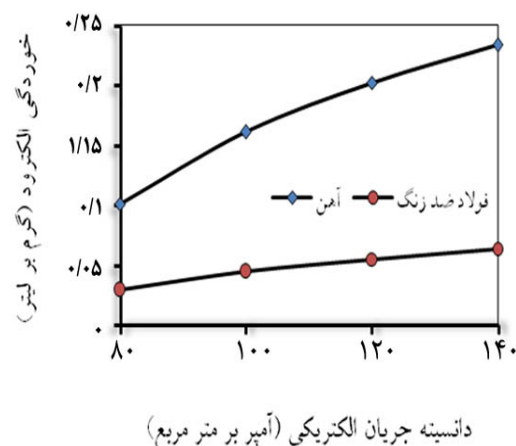 خوردگی الکترود (گرم بر لیتر)
۰/۲۵
۰/۲
۱/۱۵
۰/۱
۰/۰۵
۰
آهن
فولاد ضد زنگ
۸۰ ۱۰۰ ۱۲۰ ۱۴۰
دانسیته جریان الکتریکی (آمپر بر متر مربع)